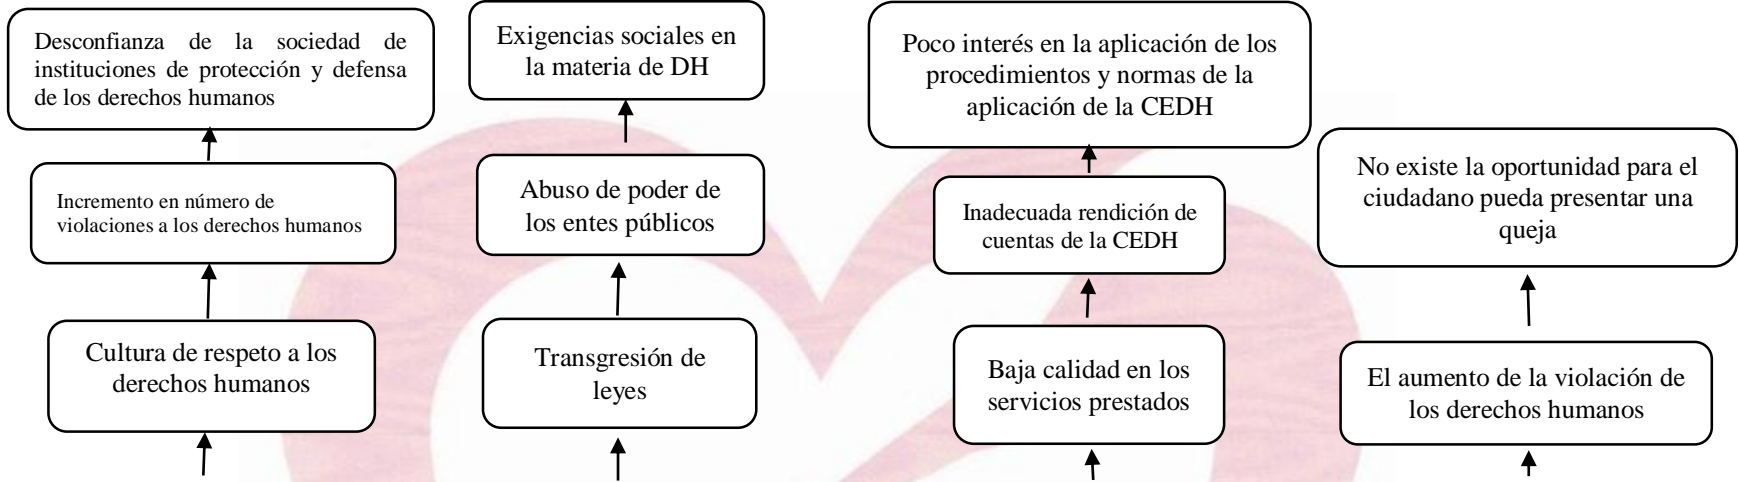 Desconfianza de la sociedad de
instituciones de protección y defensa
de los derechos humanos
Exigencias sociales en
la materia de DH
Poco interés en la aplicación de los
procedimientos y normas de la
aplicación de la CEDH
No existe la oportunidad para el
ciudadano pueda presentar una
queja
Incremento en número de
violaciones a los derechos humanos
Abuso de poder de
los entes públicos
Inadecuada rendición de
cuentas de la CEDH
Cultura de respeto a los
derechos humanos
Transgresión de
leyes
Baja calidad en los
servicios prestados
El aumento de la violación de
los derechos humanos